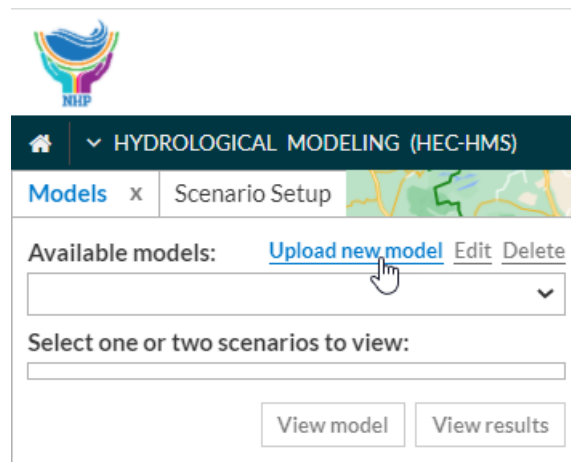 NHP
HYDROLOGICAL MODELING (HEC-HMS)
Models x Scenario Setup
Available models: Upload new model Edit Delete
Select one or two scenarios to view:
View model View results